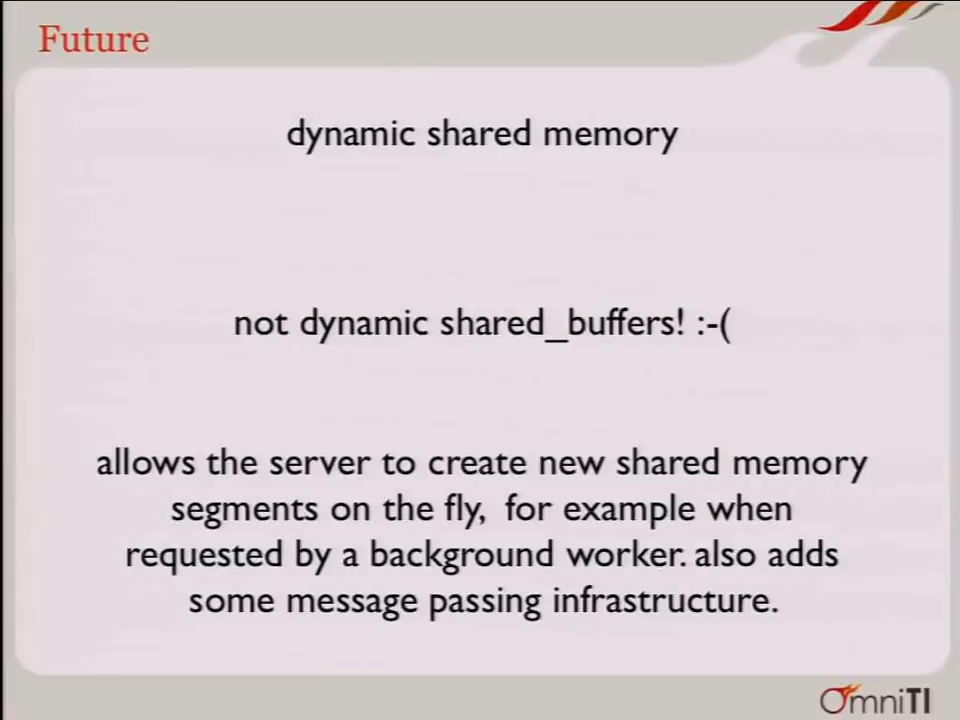 Future
dynamic shared memory
not dynamic shared_buffers! :-(
allows the server to create new shared memory
segments on the fly, for example when
requested by a background worker. also adds
some message passing infrastructure.
OmniTI